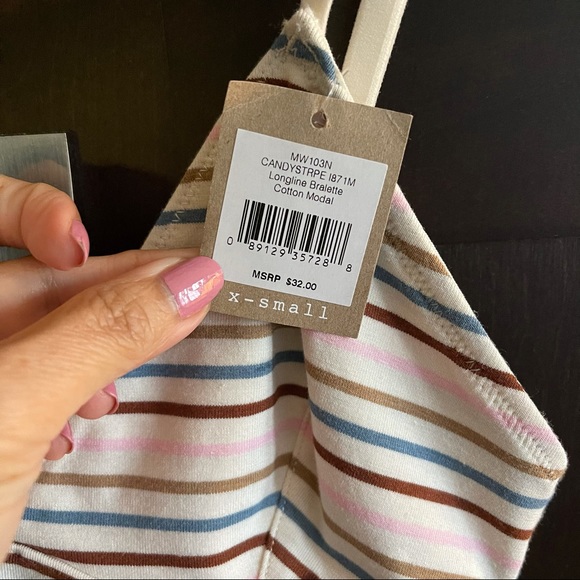 MW103N
CANDYSTRPE I871M
Longline Bralette
Cotton Modal
0 89129 35728 8
MSRP $32.00
x-small